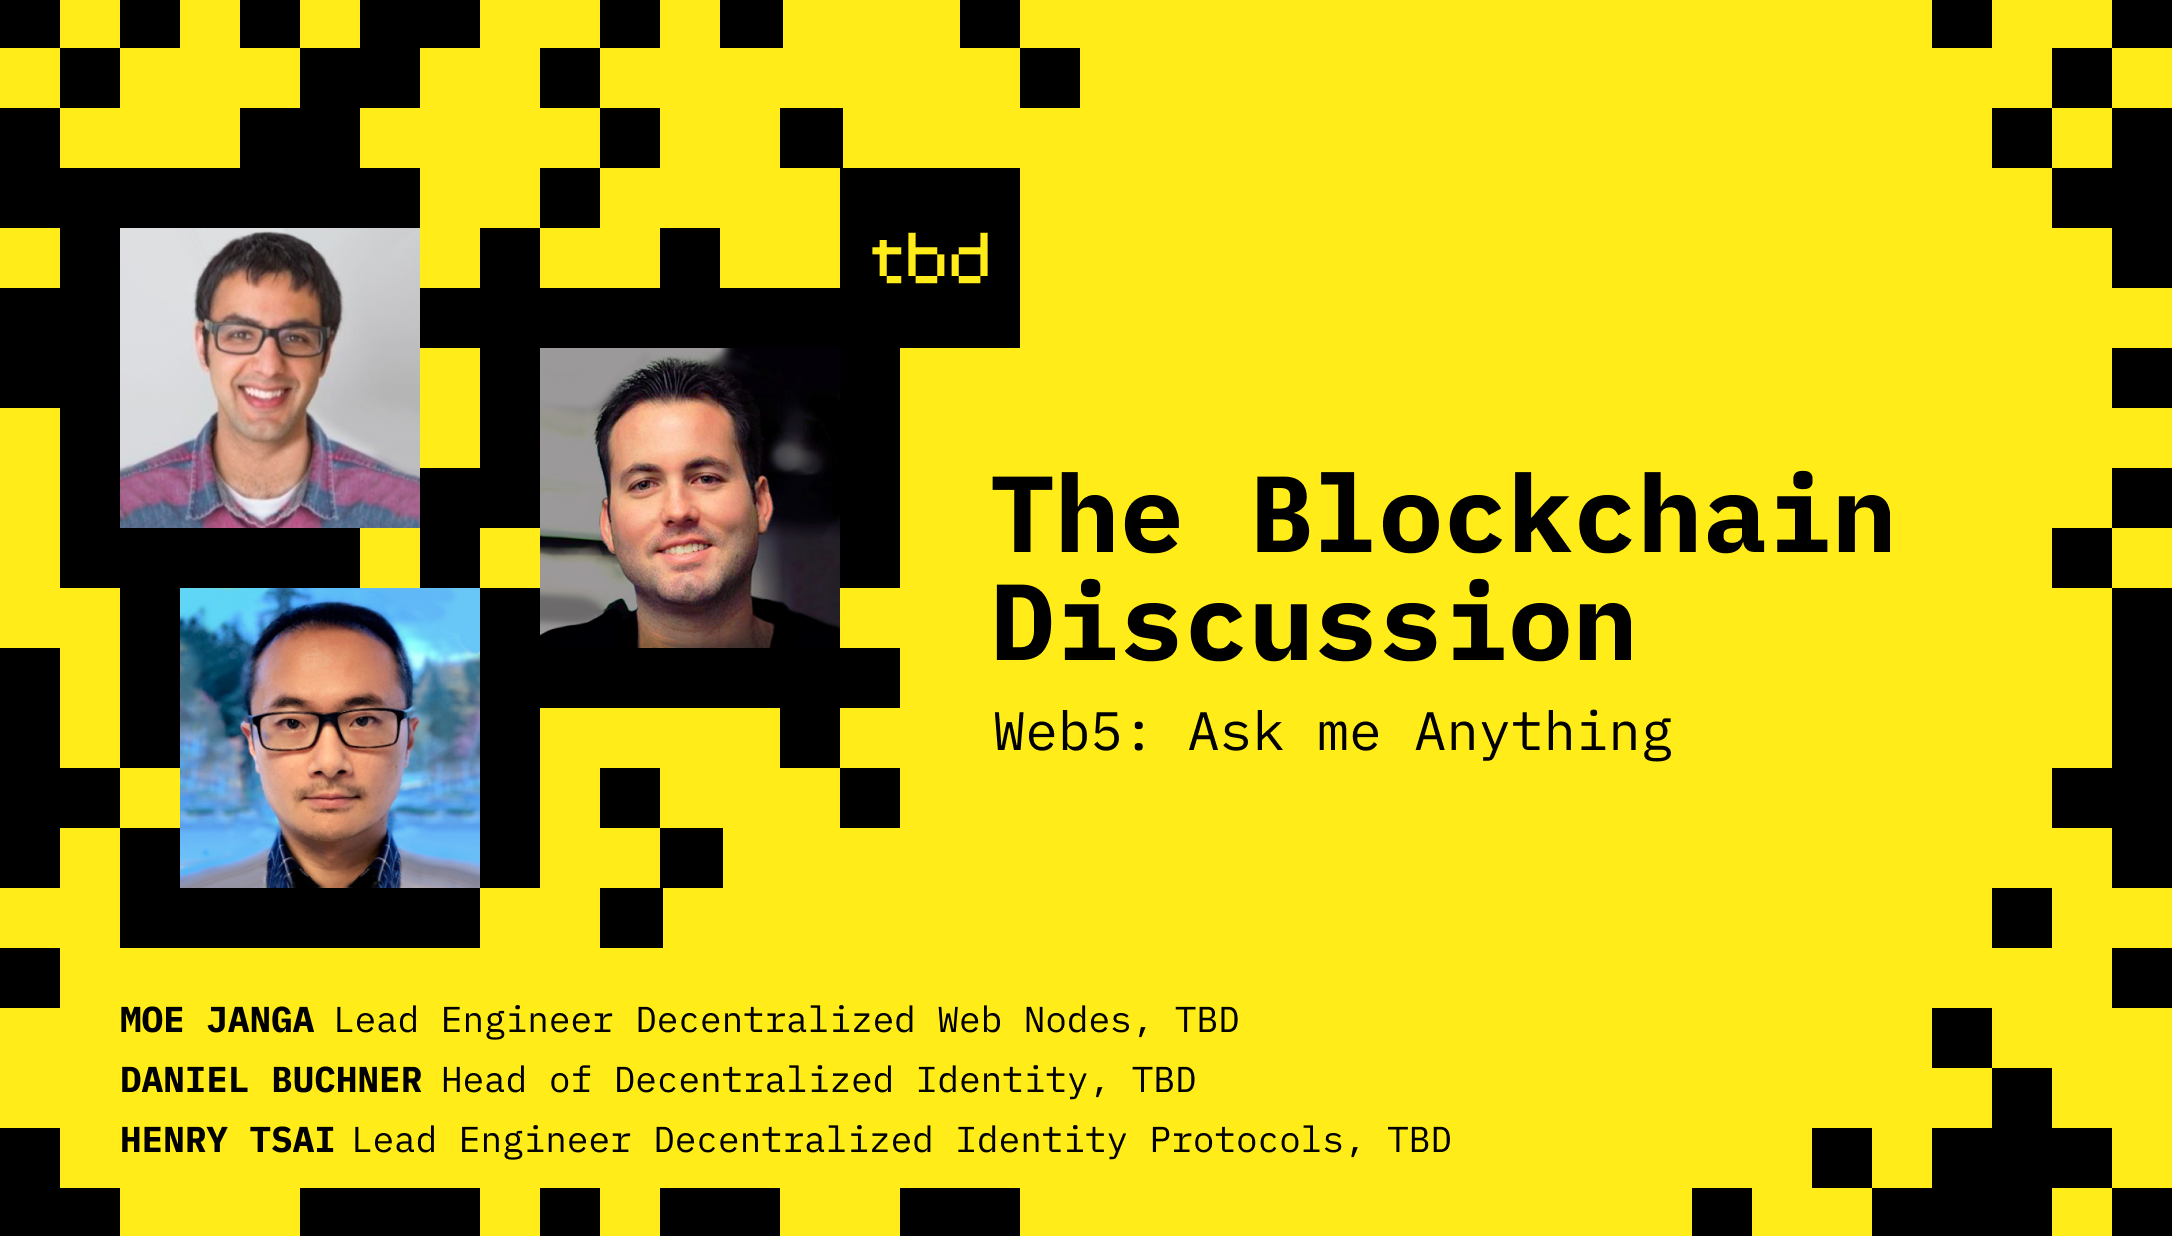 tbd
The Blockchain
Discussion
Web5: Ask me Anything
MOE JANGA Lead Engineer Decentralized Web Nodes, TBD
DANIEL BUCHNER Head of Decentralized Identity, TBD
HENRY TSAI Lead Engineer Decentralized Identity Protocols, TBD